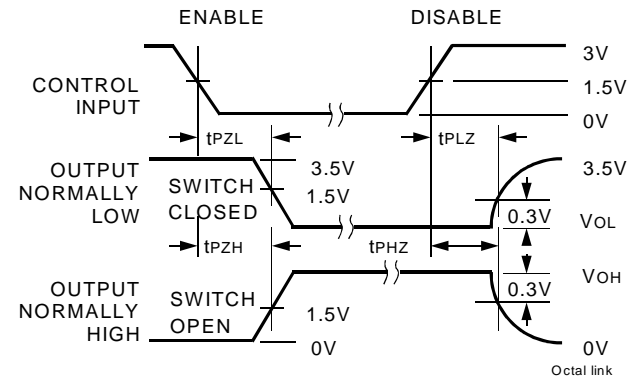 ENABLE DISABLE
3V
CONTROL
INPUT
1.5V
0V
tPZL tPLZ
OUTPUT
NORMALLY
LOW
SWITCH
CLOSED
3.5V
1.5V
3.5V
0.3V
VOL
tPZH tPHZ
VOH
0.3V
OUTPUT
NORMALLY
HIGH
SWITCH
OPEN
1.5V
0V
0V
Octal link